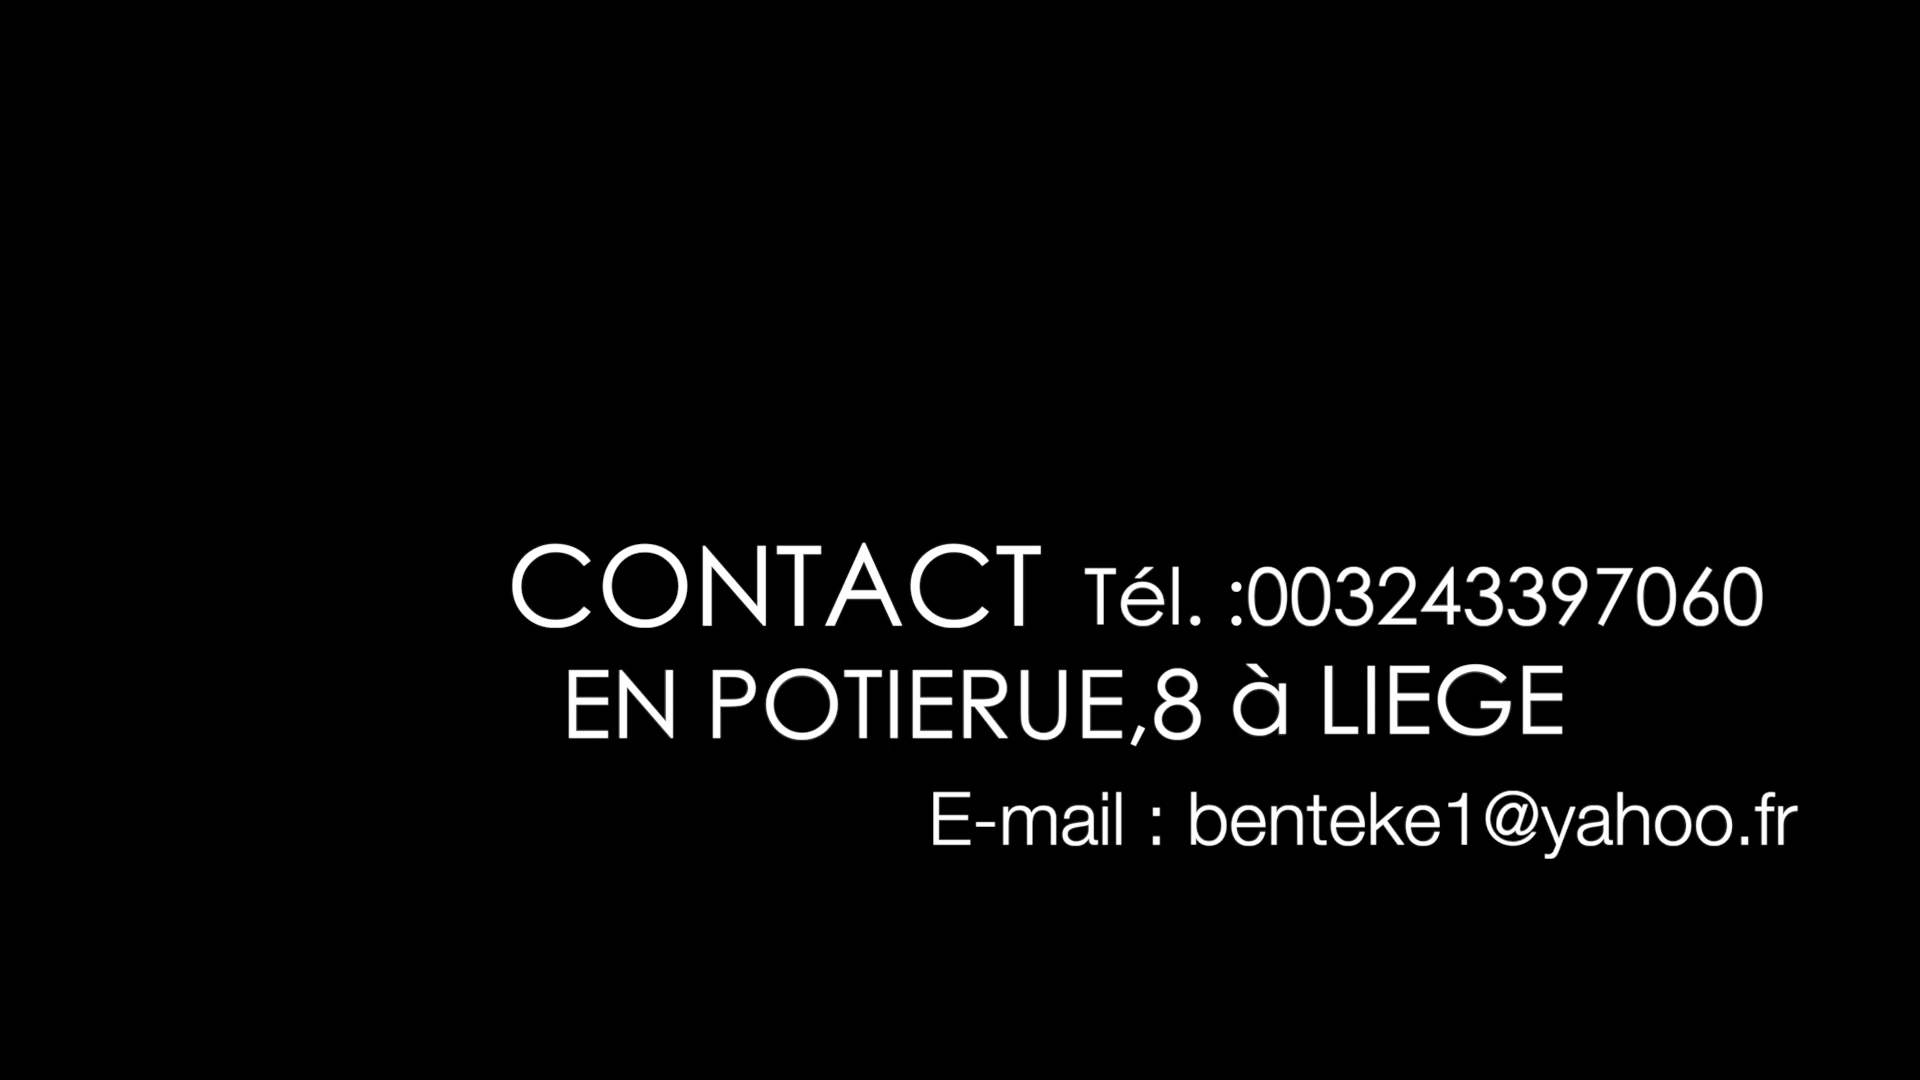 CONTACT Tél. :003243397060
EN POTIERUE,8 à LIEGE
E-mail : benteke1@yahoo.fr